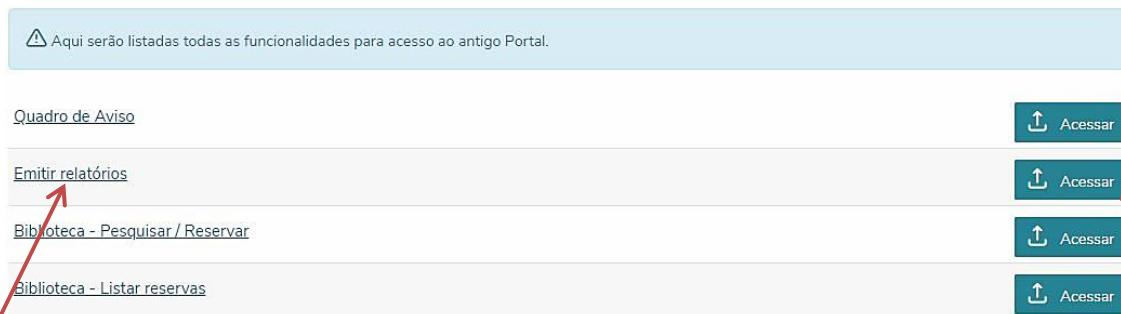 Aqui serão listadas todas as funcionalidades para acesso ao antigo Portal.
Quadro de Aviso
Acessar
Emitir relatórios
Acessar
Biblioteca - Pesquisar / Reservar
Acessar
Biblioteca - Listar reservas
Acessar